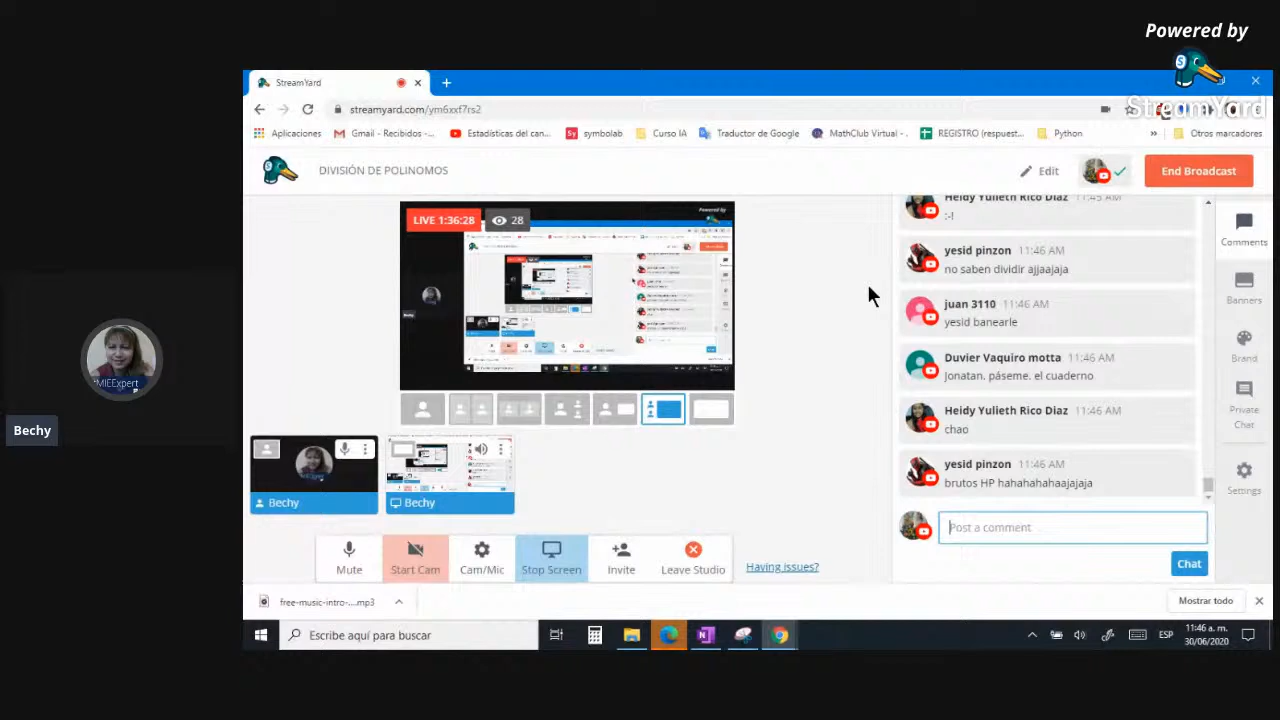 Powered by
StreamYard
StreamYard
streamyard.com/ym6xxf7rs2
Aplicaciones
Gmail - Recibidos -...
Estadísticas del can...
Sy symbolab
Curso IA
Traductor de Google
MathClub Virtual -...
REGISTRO (respuest...
Python
»
Otros marcadores
DIVISIÓN DE POLINOMOS
Edit
End Broadcast
LIVE 1:36:28
28
Powered by
Heidy Yulieth Rico Diaz 11:45 AM
:-!
yesid pinzon 11:46 AM
no saben dividir ajjaajaja
juan 3110 11:46 AM
yesid banearle
Duvier Vaquiro motta 11:46 AM
Jonatan. páseme. el cuaderno
Heidy Yulieth Rico Diaz 11:46 AM
chao
yesid pinzon 11:46 AM
brutos HP hahahahahaajajaja
Post a comment
Chat
Comments
Banners
Brand
Private
Chat
Settings
*MIEExpert
Bechy
Bechy
Bechy
Mute
Start Cam
Cam/Mic
Stop Screen
Invite
Leave Studio
Having issues?
free-music-intro-....mp3
Mostrar todo
Escribe aquí para buscar
ESP
11:46 a. m.
30/06/2020